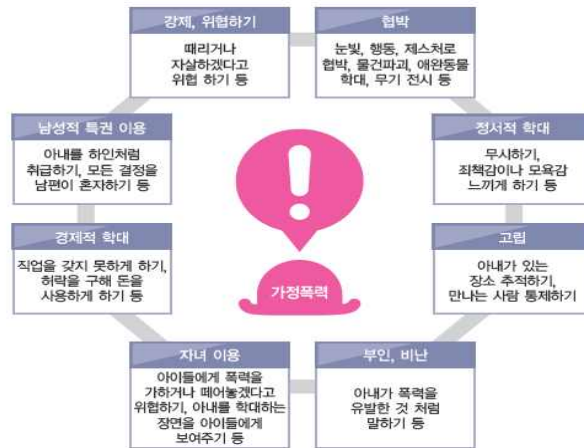 강제, 위협하기
때리거나
자살하겠다고
위협 하기 등
협박
눈빛, 행동, 제스처로
협박, 물건파괴, 애완동물
학대, 무기 전시 등
남성적 특권 이용
아내를 하인처럼
취급하기, 모든 결정을
남편이 혼자하기 등
정서적 학대
무시하기,
죄책감이나 모욕감
느끼게 하기 등
경제적 학대
직업을 갖지 못하게 하기,
허락을 구해 돈을
사용하게 하기 등
고립
아내가 있는
장소 추적하기,
만나는 사람 통제하기
가정폭력
자녀 이용
아이들에게 폭력을
가하거나 떼어놓겠다고
위협하기, 아내를 학대하는
장면을 아이들에게
보여주기 등
부인, 비난
아내가 폭력을
유발한 것 처럼
말하기 등